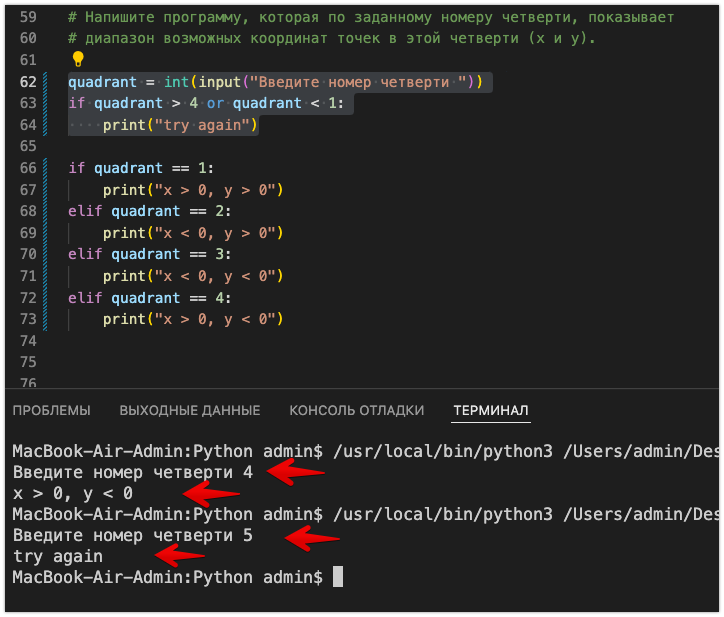 59 # Напишите программу, которая по заданному номеру четверти, показывает
60 # диапазон возможных координат точек в этой четверти (x и y).
61
62 quadrant = int(input("Введите номер четверти "))
63 if quadrant > 4 or quadrant < 1:
64     print("try again")
65
66 if quadrant == 1:
67     print("x > 0, y > 0")
68 elif quadrant == 2:
69     print("x < 0, y > 0")
70 elif quadrant == 3:
71     print("x < 0, y < 0")
72 elif quadrant == 4:
73     print("x > 0, y < 0")
74
75
76
ПРОБЛЕМЫ ВЫХОДНЫЕ ДАННЫЕ КОНСОЛЬ ОТЛАДКИ ТЕРМИНАЛ
MacBook-Air-Admin:Python admin$ /usr/local/bin/python3 /Users/admin/Des
Введите номер четверти 4
x > 0, y < 0
MacBook-Air-Admin:Python admin$ /usr/local/bin/python3 /Users/admin/Des
Введите номер четверти 5
try again
MacBook-Air-Admin:Python admin$